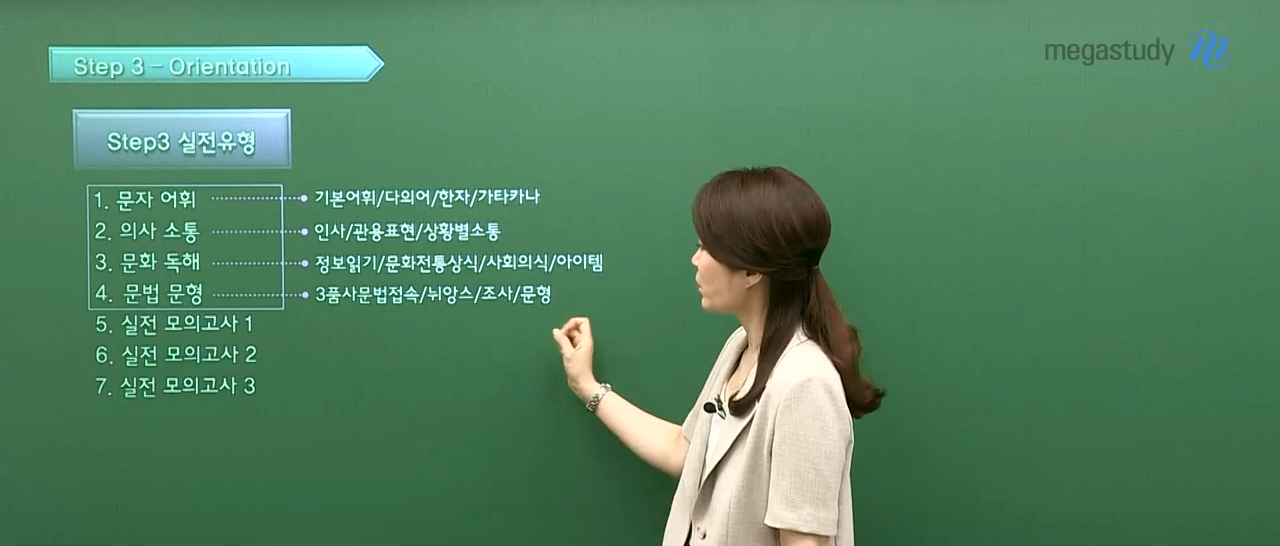 Step 3 – Orientation
megastudy
Step3 실전유형
1. 문자 어휘 기본어휘/다의어/한자/가타카나
2. 의사 소통 인사/관용표현/상황별소통
3. 문화 독해 정보읽기/문화전통상식/사회의식/아이템
4. 문법 문형 3품사문법접속/뉘앙스/조사/문형
5. 실전 모의고사 1
6. 실전 모의고사 2
7. 실전 모의고사 3